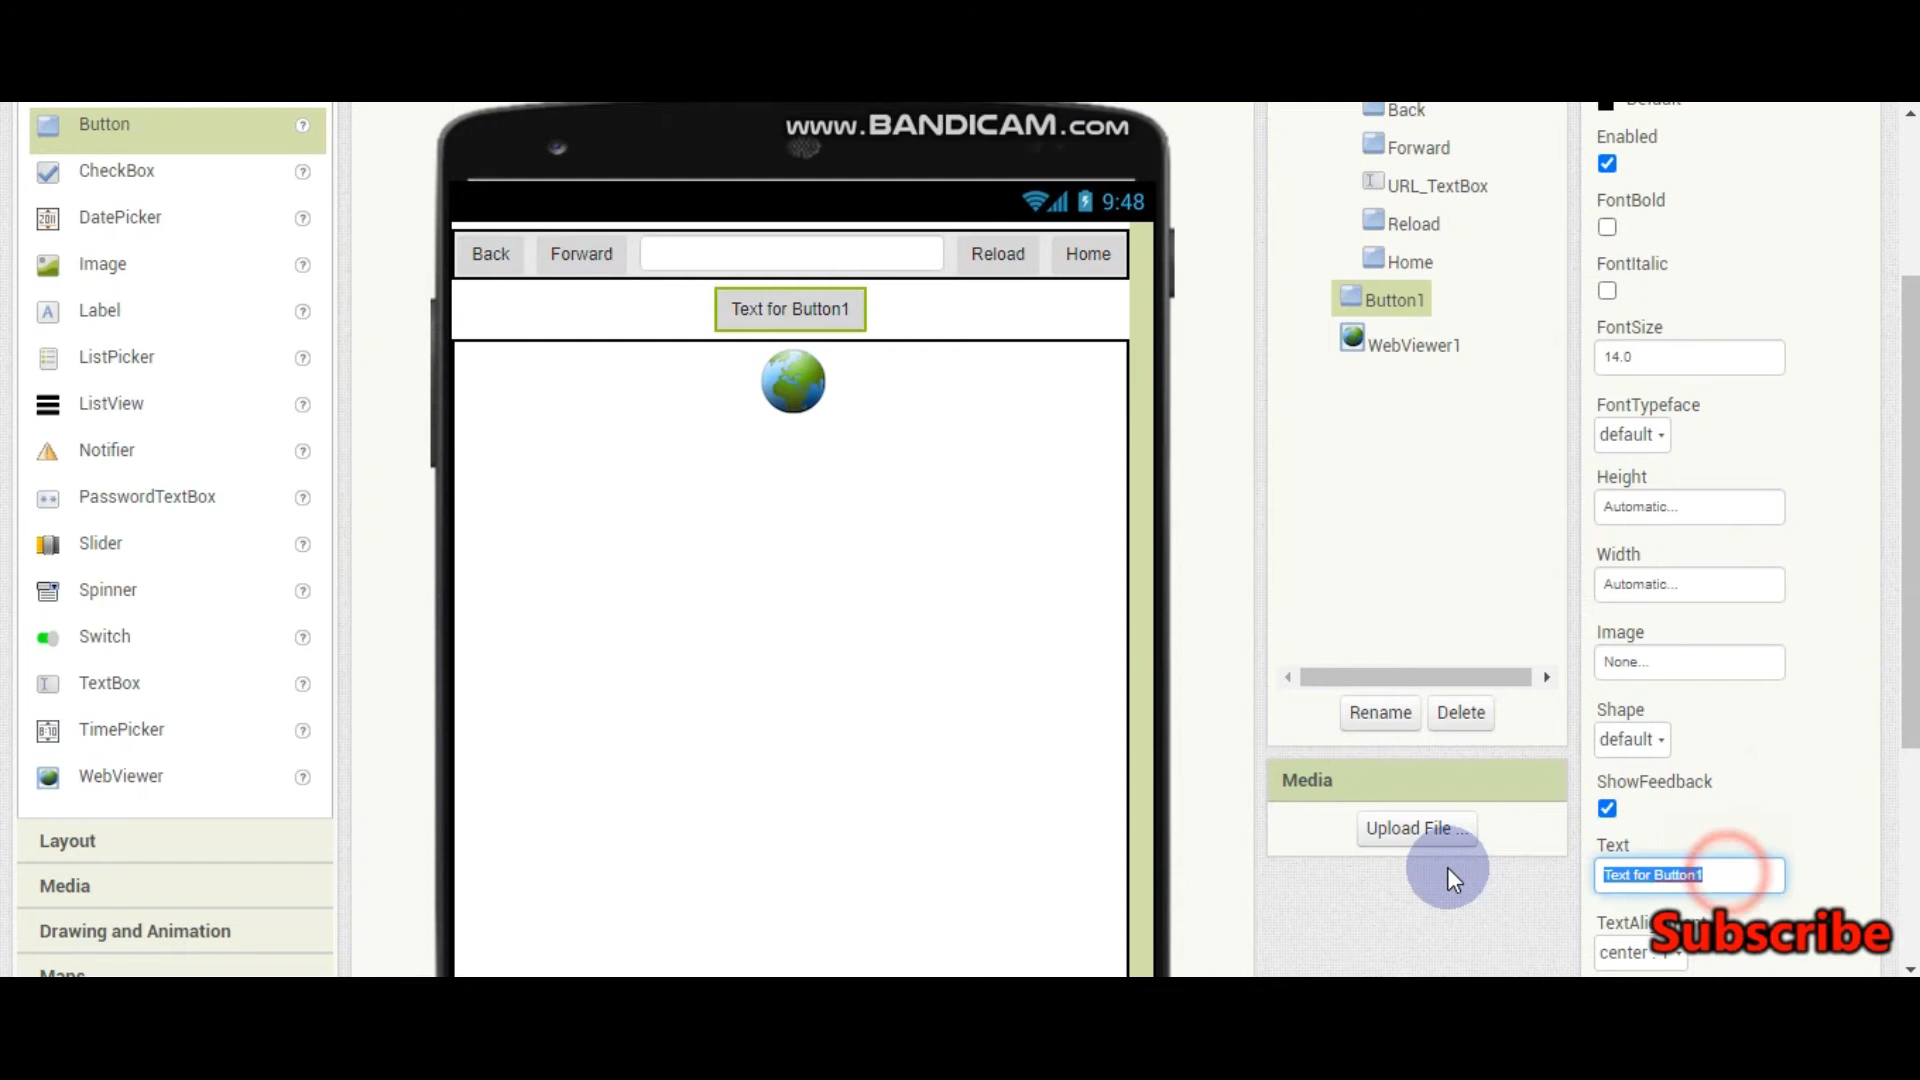 www.BANDICAM.com
Button
CheckBox
DatePicker
Image
Label
ListPicker
ListView
Notifier
PasswordTextBox
Slider
Spinner
Switch
TextBox
TimePicker
WebViewer
Layout
Media
Drawing and Animation
Maps
9:48
Back
Forward
Reload
Home
Text for Button1
Back
Forward
URL_TextBox
Reload
Home
Button1
WebViewer1
Rename
Delete
Media
Upload File ...
Default
Enabled
FontBold
FontItalic
FontSize
14.0
FontTypeface
default
Height
Automatic...
Width
Automatic...
Image
None...
Shape
default
ShowFeedback
Text
Text for Button1
center : 1
Subscribe